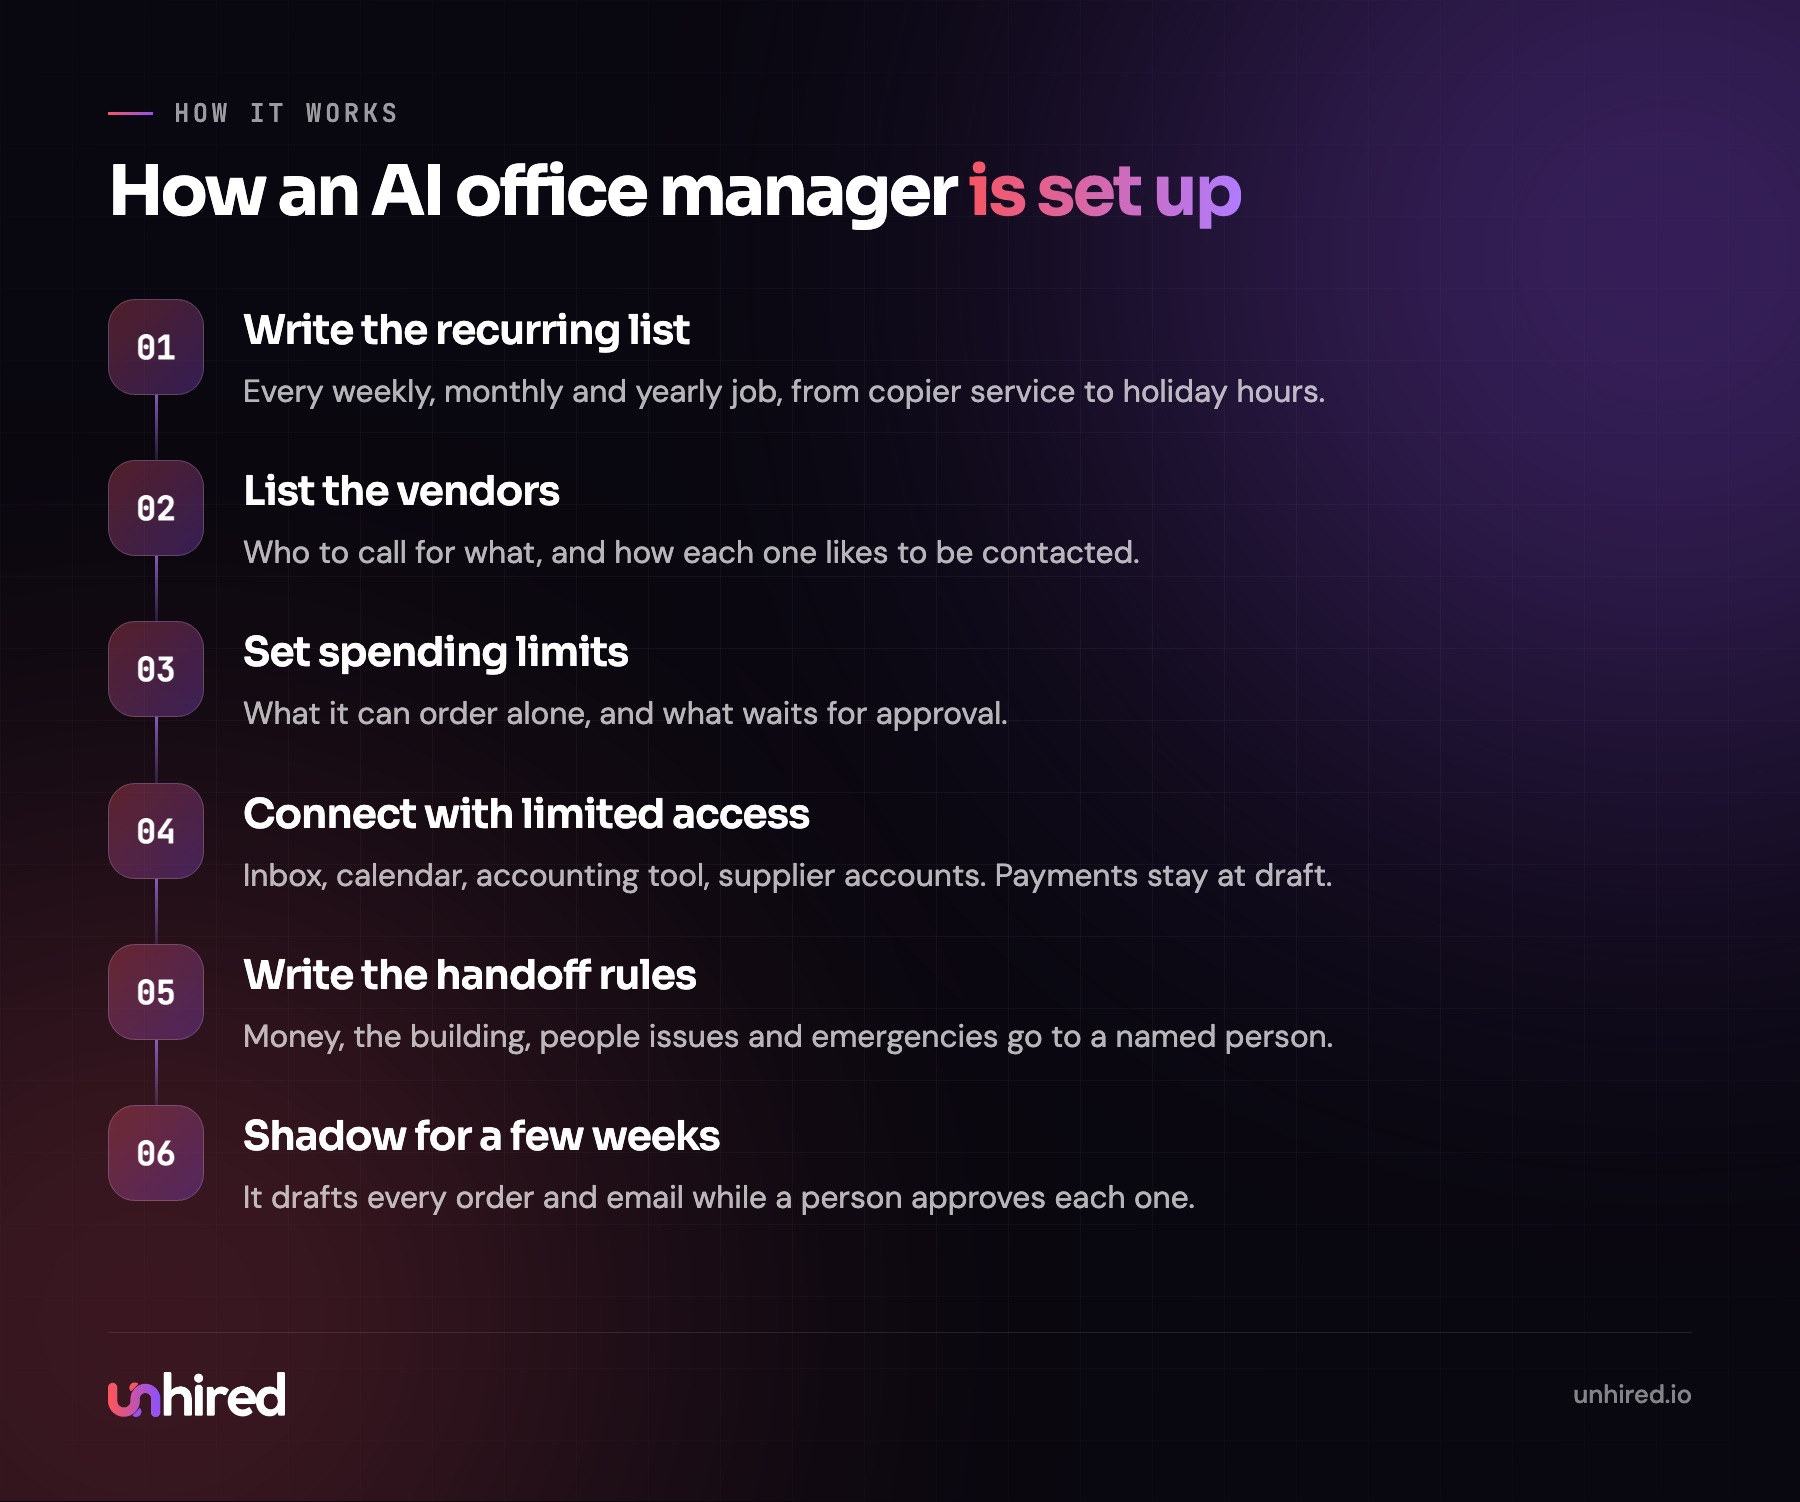 HOW IT WORKS
How an AI office manager is set up
01
Write the recurring list
Every weekly, monthly and yearly job, from copier service to holiday hours.
02
List the vendors
Who to call for what, and how each one likes to be contacted.
03
Set spending limits
What it can order alone, and what waits for approval.
04
Connect with limited access
Inbox, calendar, accounting tool, supplier accounts. Payments stay at draft.
05
Write the handoff rules
Money, the building, people issues and emergencies go to a named person.
06
Shadow for a few weeks
It drafts every order and email while a person approves each one.
unhired
unhired.io